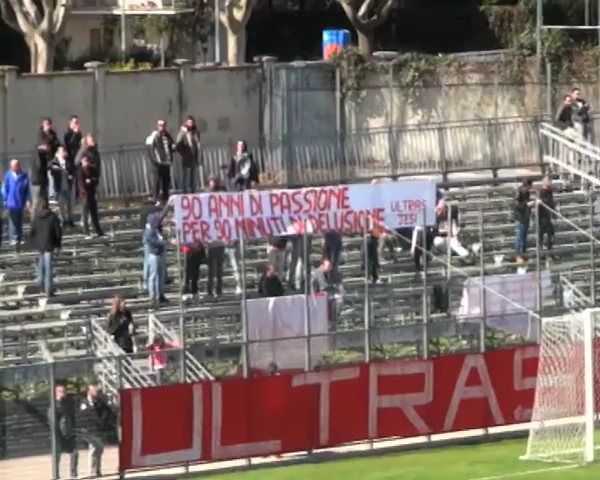 90 ANNI DI PASSIONE
PER 90 MINUTI DI DELUSIONE
ULTRAS
JESI
ULTRAS